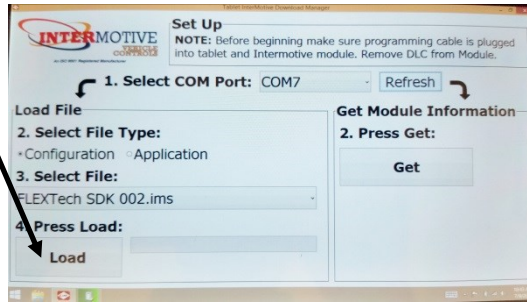 Tablet InterMotive Download Manager
INTERMOTIVE
VEHICLE
CONTROLS
Set Up
NOTE: Before beginning make sure programming cable is plugged
into tablet and Intermotive module. Remove DLC from Module.
1. Select COM Port: COM7 Refresh
Load File
2. Select File Type:
Configuration Application
3. Select File:
FLEXTech SDK 002.ims
4. Press Load:
Load
Get Module Information
2. Press Get:
Get